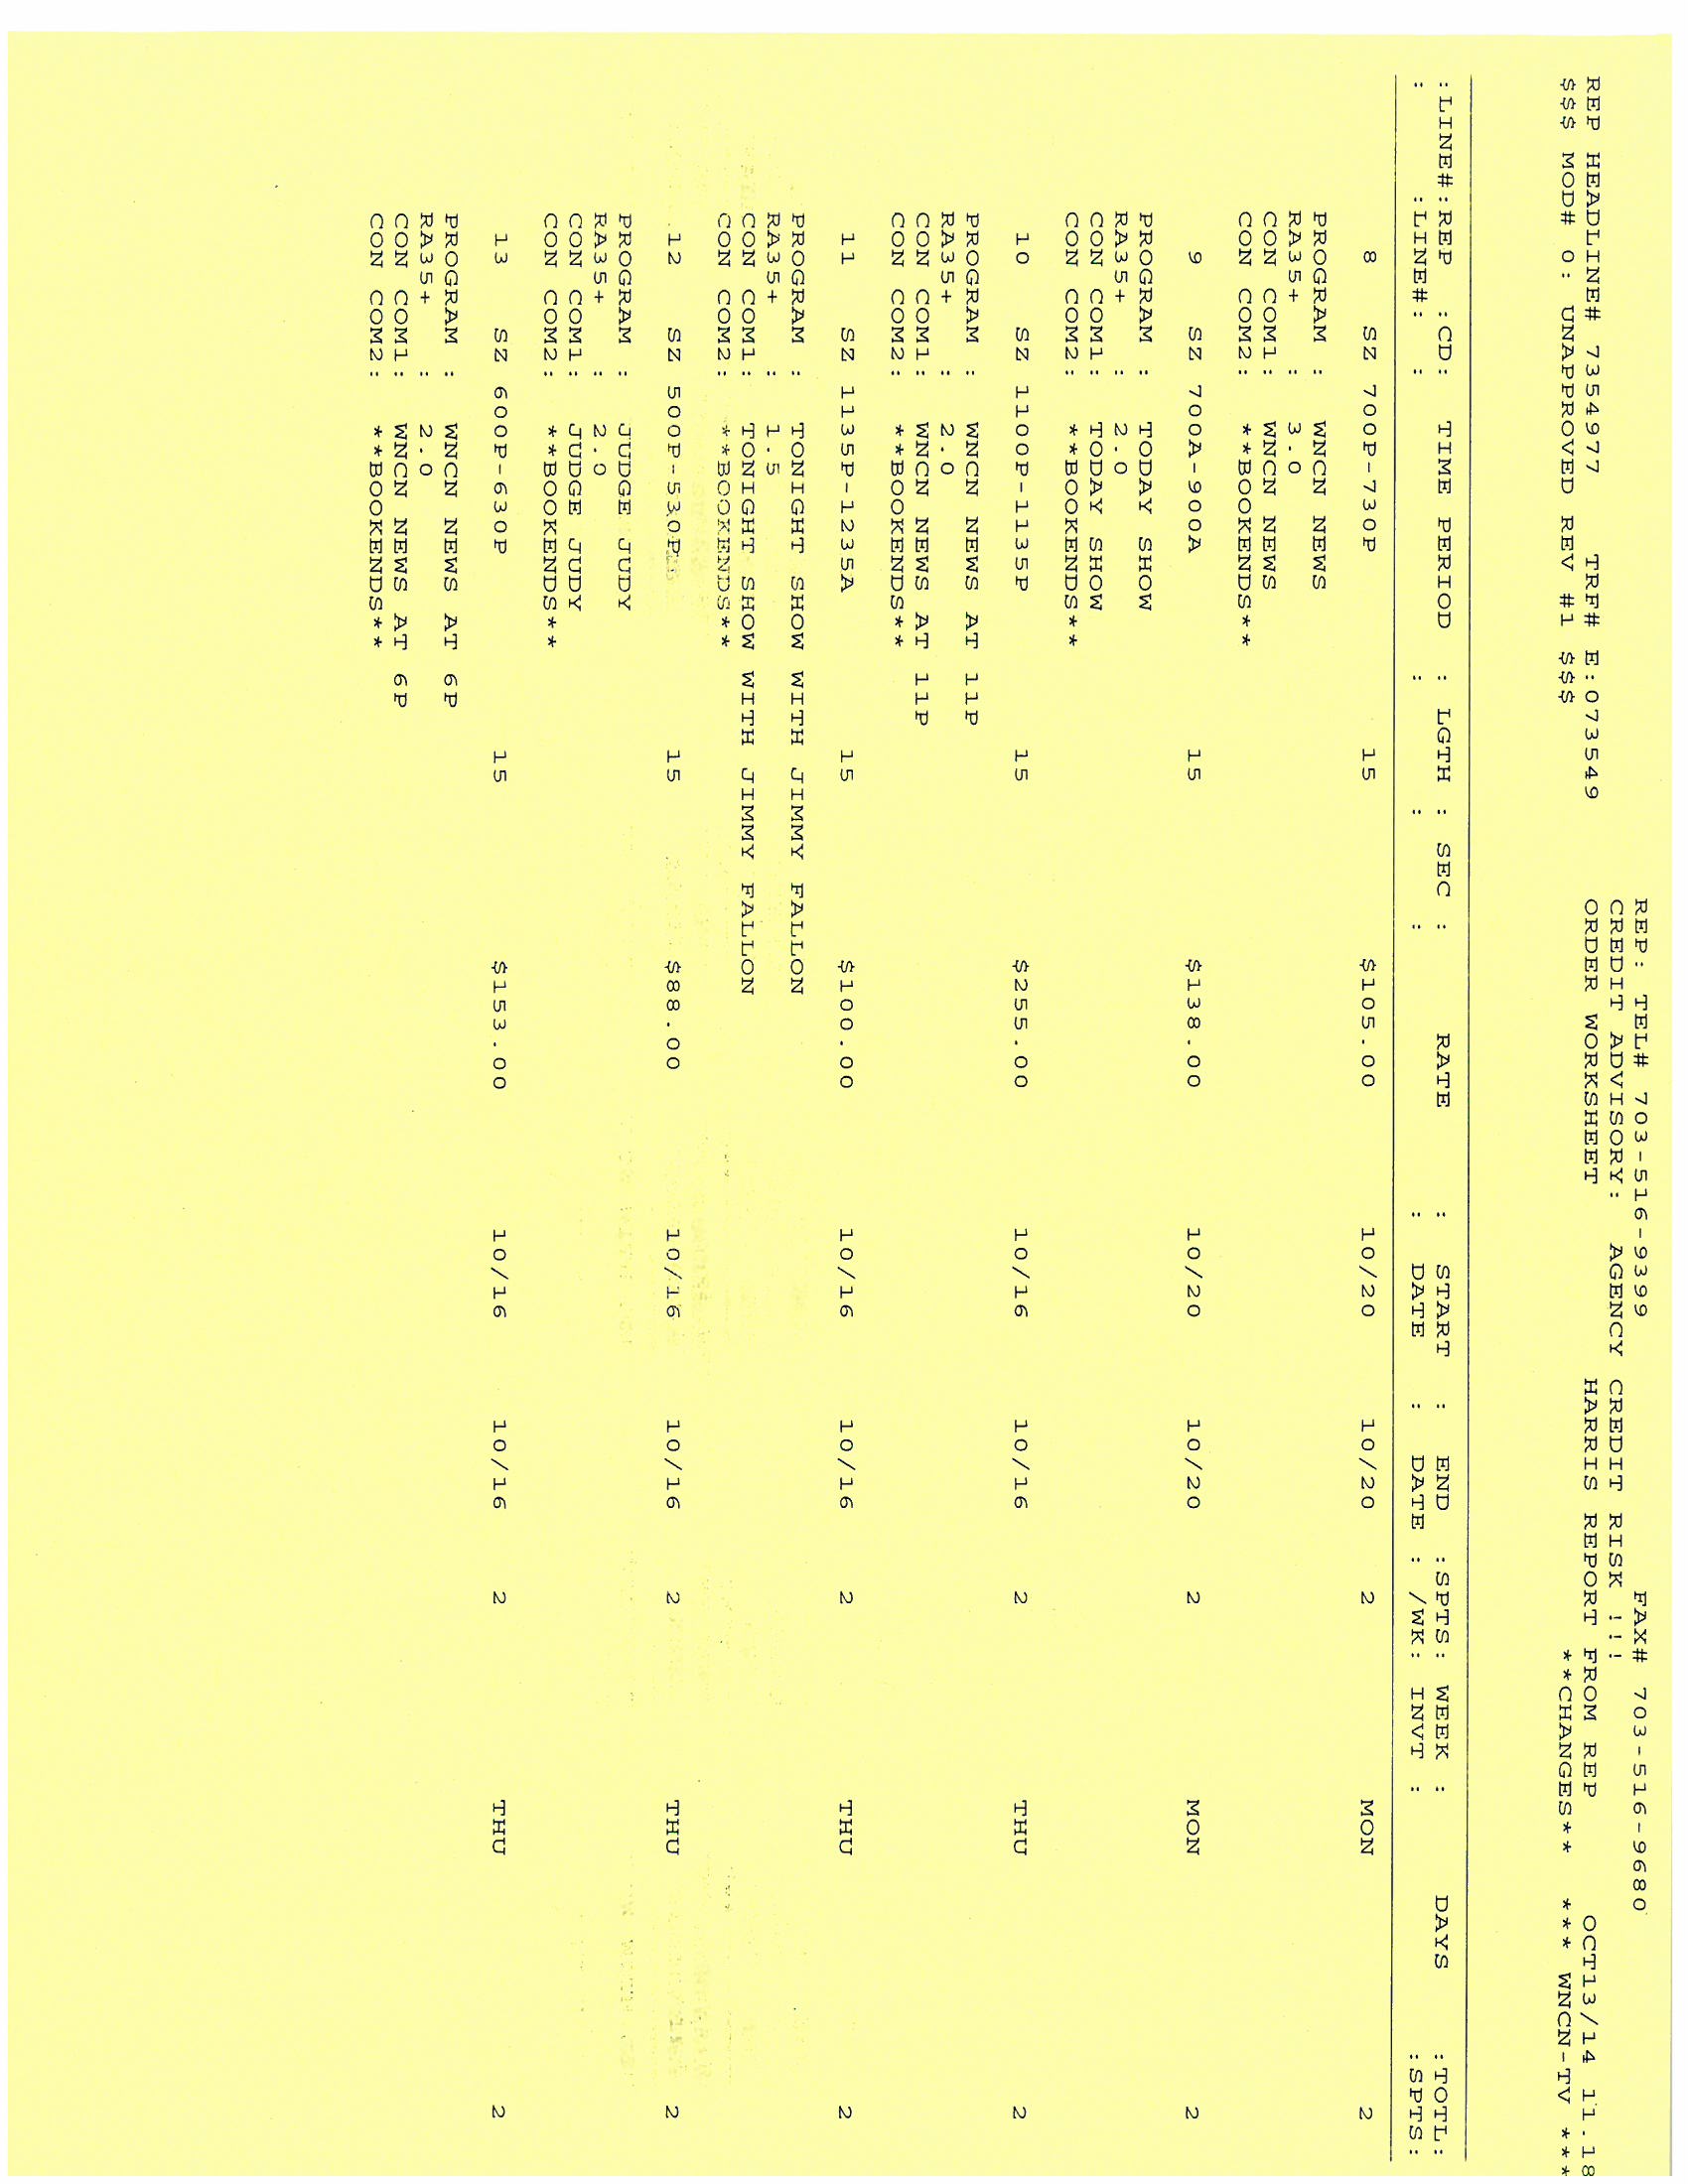 REP: TEL# 703-516-9399 FAX# 703-516-9680
CREDIT ADVISORY: AGENCY CREDIT RISK !!!
REP HEADLINE# 7354977 TRF# E:073549 ORDER WORKSHEET HARRIS REPORT FROM REP OCT13/14 11.18
$$$ MOD# 0: UNAPPROVED REV #1 $$$ **CHANGES** *** WNCN-TV ***
:LINE#:REP :CD: TIME PERIOD : LGTH : SEC : RATE : START : END :SPTS: WEEK : DAYS :TOTL:
: :LINE#: : : : : DATE : DATE : /WK: INVT : :SPTS:
8 SZ 700P-730P 15 $105.00 10/20 10/20 2 MON 2
PROGRAM : WNCN NEWS
RA35+ : 3.0
CON COM1: WNCN NEWS
CON COM2: **BOOKENDS**
9 SZ 700A-900A 15 $138.00 10/20 10/20 2 MON 2
PROGRAM : TODAY SHOW
RA35+ : 2.0
CON COM1: TODAY SHOW
CON COM2: **BOOKENDS**
10 SZ 1100P-1135P 15 $255.00 10/16 10/16 2 THU 2
PROGRAM : WNCN NEWS AT 11P
RA35+ : 2.0
CON COM1: WNCN NEWS AT 11P
CON COM2: **BOOKENDS**
11 SZ 1135P-1235A 15 $100.00 10/16 10/16 2 THU 2
PROGRAM : TONIGHT SHOW WITH JIMMY FALLON
RA35+ : 1.5
CON COM1: TONIGHT SHOW WITH JIMMY FALLON
CON COM2: **BOOKENDS**
12 SZ 500P-530P 15 $88.00 10/16 10/16 2 THU 2
PROGRAM : JUDGE JUDY
RA35+ : 2.0
CON COM1: JUDGE JUDY
CON COM2: **BOOKENDS**
13 SZ 600P-630P 15 $153.00 10/16 10/16 2 THU 2
PROGRAM : WNCN NEWS AT 6P
RA35+ : 2.0
CON COM1: WNCN NEWS AT 6P
CON COM2: **BOOKENDS**